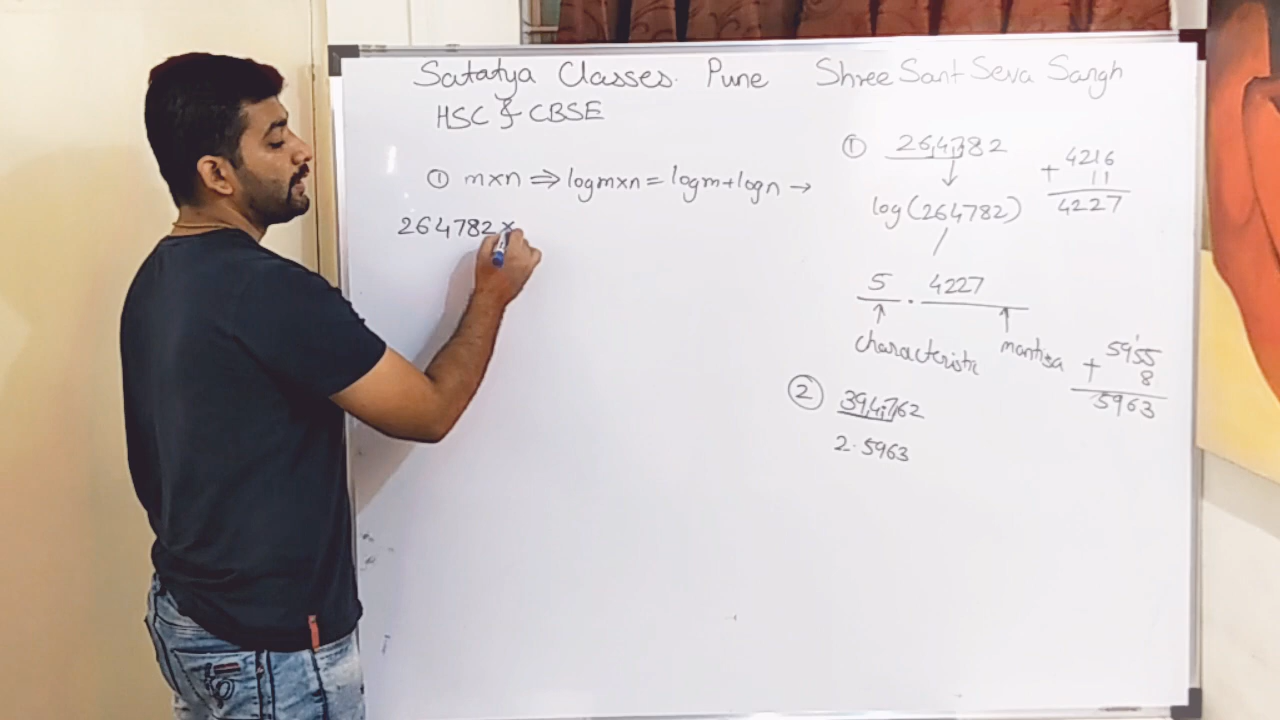 Satatya Classes. Pune Shree Sant Seva Sangh
HSC & CBSE
① m×n ⇒ log m×n = log m + log n →
264782 ×
① 264782
log (264782)
5 . 4227
characteristic mantisa
+ 4216
11
4227
② 394.762
2.5963
+ 5955
8
5963